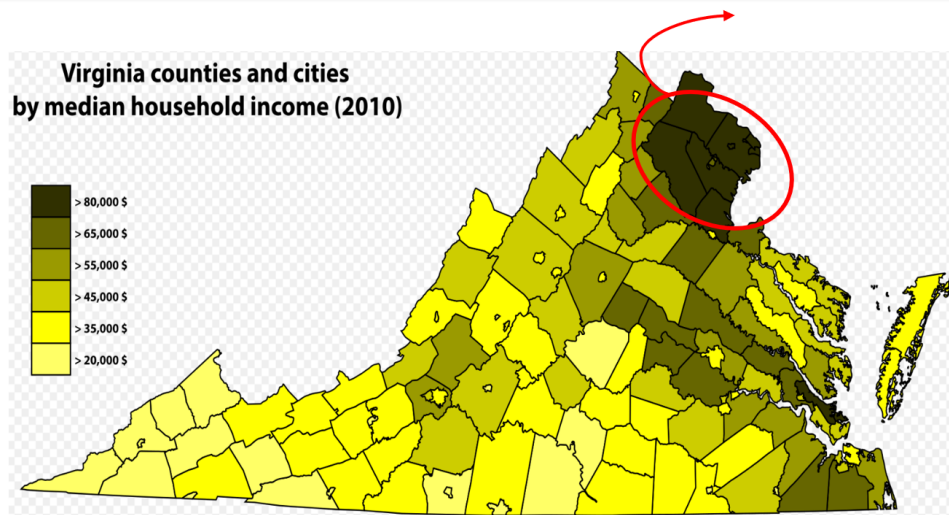 Virginia counties and cities
by median household income (2010)
> 80,000 $
> 65,000 $
> 55,000 $
> 45,000 $
> 35,000 $
> 20,000 $